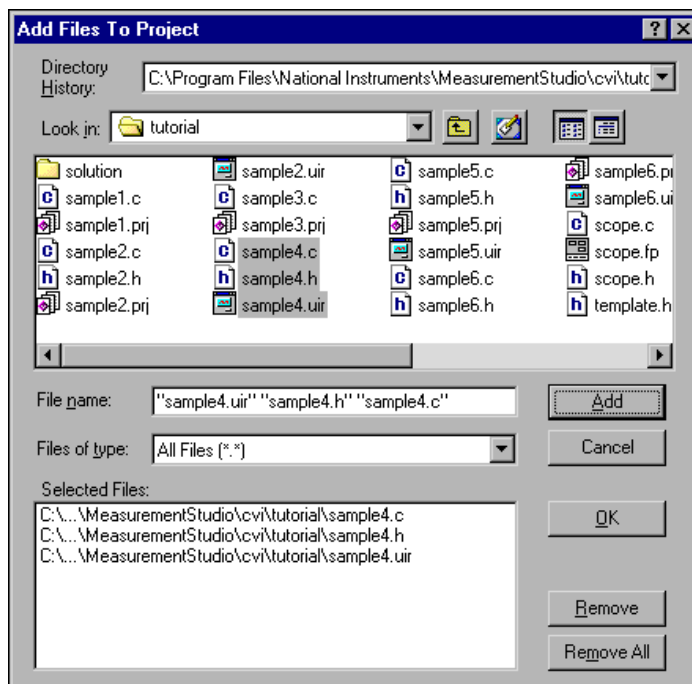 Add Files To Project
Directory History:
C:\Program Files\National Instruments\MeasurementStudio\cvi\tuto
Look in:
tutorial
solution
sample1.c
sample1.prj
sample2.c
sample2.h
sample2.prj
sample2.uir
sample3.c
sample3.prj
sample4.c
sample4.h
sample4.uir
sample5.c
sample5.h
sample5.prj
sample5.uir
sample6.c
sample6.h
sample6.prj
sample6.ui
scope.c
scope.fp
scope.h
template.h
File name:
"sample4.uir" "sample4.h" "sample4.c"
Add
Files of type:
All Files (*.*)
Cancel
Selected Files:
C:\...\MeasurementStudio\cvi\tutorial\sample4.c
C:\...\MeasurementStudio\cvi\tutorial\sample4.h
C:\...\MeasurementStudio\cvi\tutorial\sample4.uir
OK
Remove
Remove All